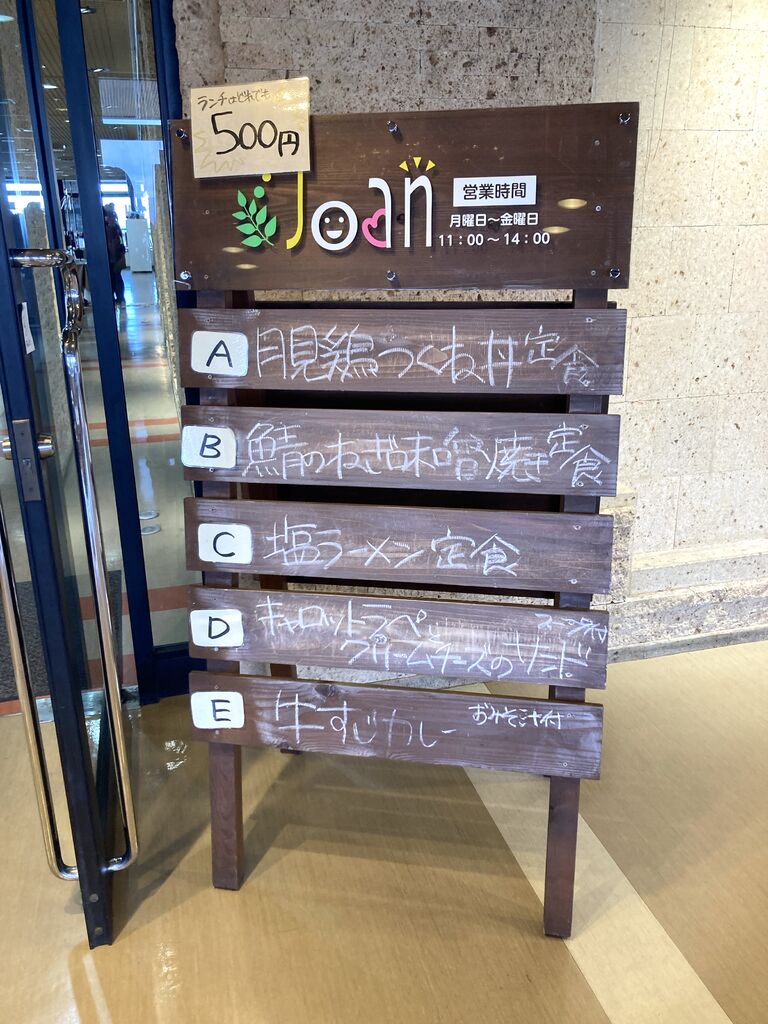 ランチはどれでも
500円
Joan
営業時間
月曜日～金曜日
11：00～14：00
A 月見鶏つくね丼定食
B 鯖のねぎ味噌焼き定食
C 塩ラーメン定食
D キャロットラペと スープ付
クリームチーズのサンド
E 牛すじカレー おみそ汁付